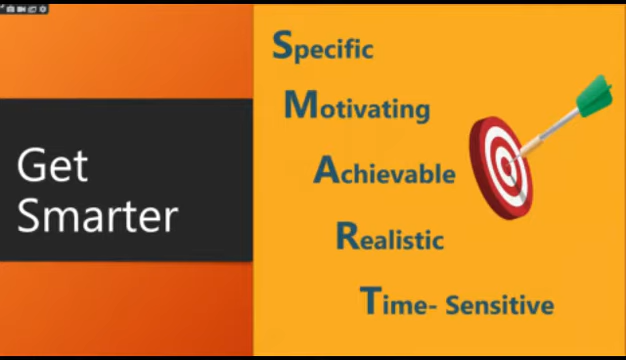 Get
Smarter
Specific
Motivating
Achievable
Realistic
Time- Sensitive